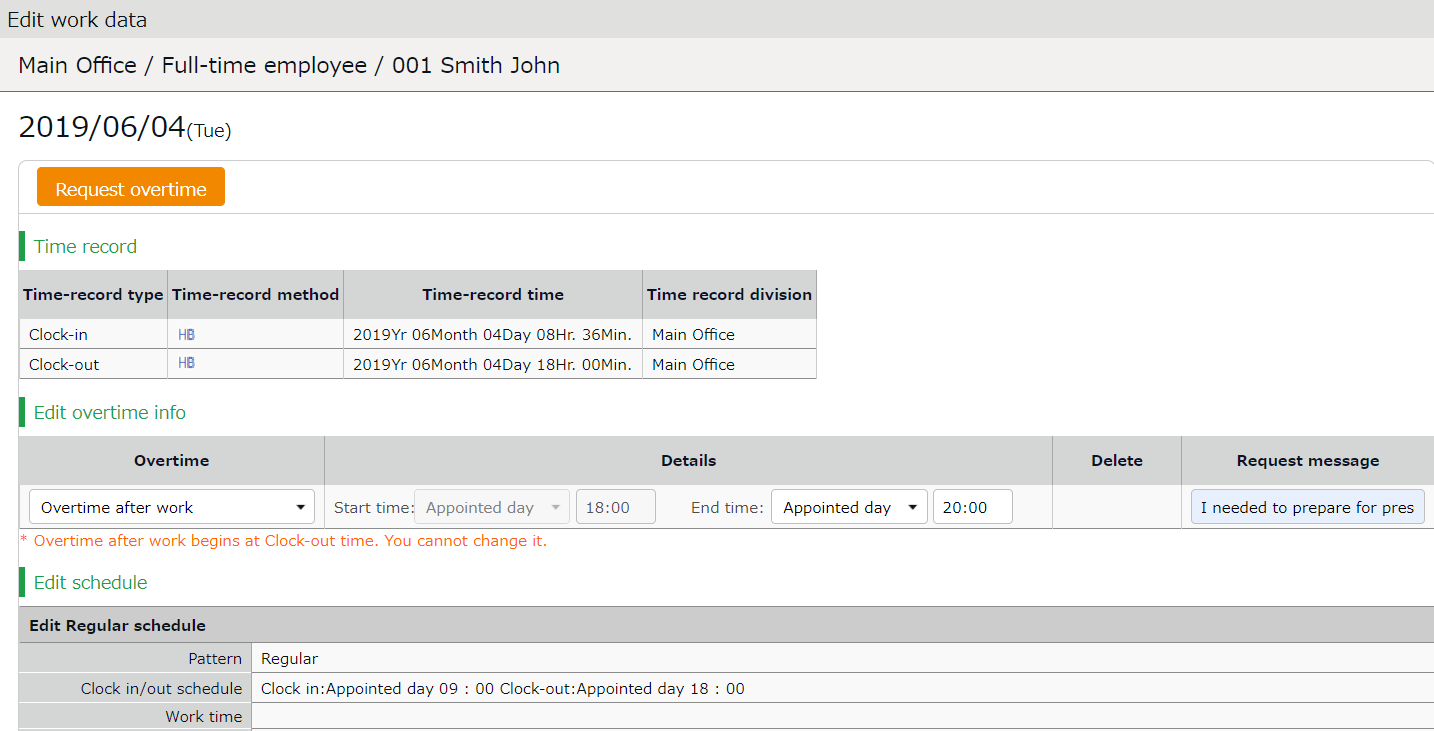 Edit work data
Main Office / Full-time employee / 001 Smith John
2019/06/04(Tue)
Request overtime
Time record
Time-record type Time-record method Time-record time Time record division
Clock-in HB 2019Yr 06Month 04Day 08Hr. 36Min. Main Office
Clock-out HB 2019Yr 06Month 04Day 18Hr. 00Min. Main Office
Edit overtime info
Overtime Details Delete Request message
Overtime after work Start time: Appointed day 18:00 End time: Appointed day 20:00 I needed to prepare for pres
* Overtime after work begins at Clock-out time. You cannot change it.
Edit schedule
Edit Regular schedule
Pattern Regular
Clock in/out schedule Clock in:Appointed day 09 : 00 Clock-out:Appointed day 18 : 00
Work time